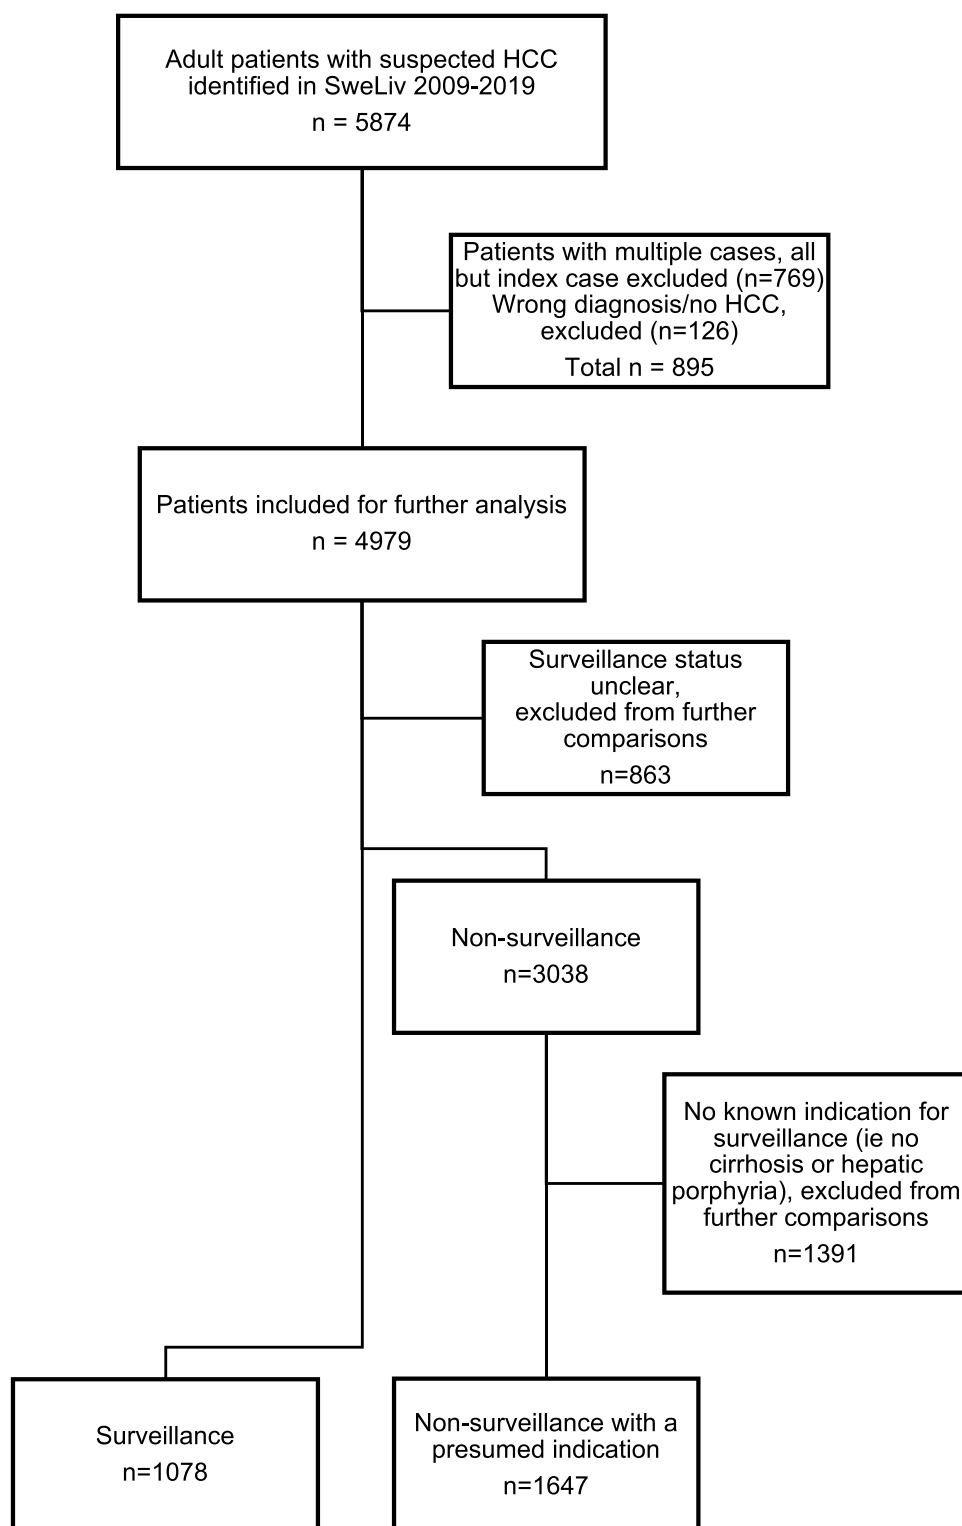 Adult patients with suspected HCC
identified in SweLiv 2009-2019
n = 5874
Patients with multiple cases, all
but index case excluded (n=769)
Wrong diagnosis/no HCC,
excluded (n=126)
Total n = 895
Patients included for further analysis
n = 4979
Surveillance status
unclear,
excluded from further
comparisons
n=863
Non-surveillance
n=3038
No known indication for
surveillance (ie no
cirrhosis or hepatic
porphyria), excluded from
further comparisons
n=1391
Surveillance
n=1078
Non-surveillance with a
presumed indication
n=1647